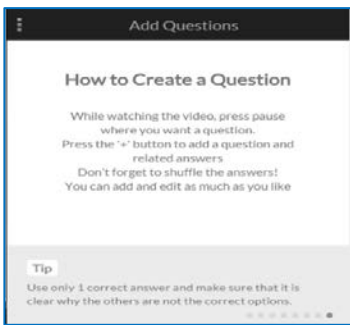 Add Questions
How to Create a Question
While watching the video, press pause
where you want a question.
Press the '+' button to add a question and
related answers
Don't forget to shuffle the answers!
You can add and edit as much as you like
Tip
Use only 1 correct answer and make sure that it is
clear why the others are not the correct options.